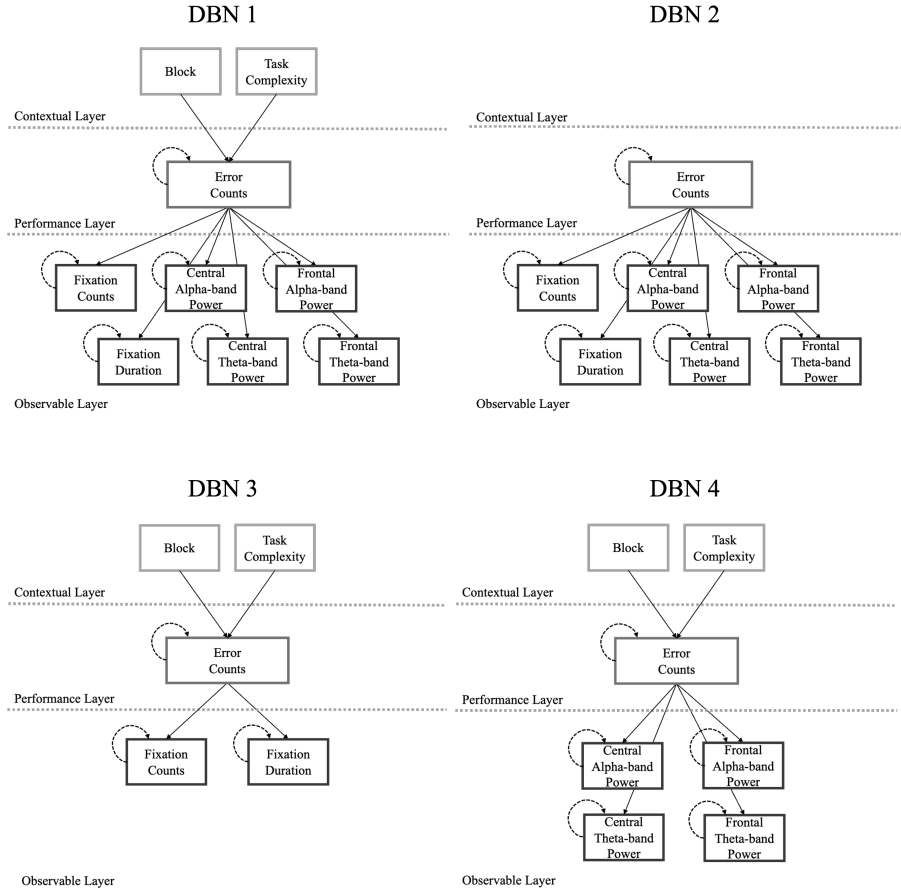 DBN 1
Block
Task
Complexity
Contextual Layer
Error
Counts
Performance Layer
Fixation
Counts
Central
Alpha-band
Power
Frontal
Alpha-band
Power
Fixation
Duration
Central
Theta-band
Power
Frontal
Theta-band
Power
Observable Layer
DBN 2
Contextual Layer
Error
Counts
Performance Layer
Fixation
Counts
Central
Alpha-band
Power
Frontal
Alpha-band
Power
Fixation
Duration
Central
Theta-band
Power
Frontal
Theta-band
Power
Observable Layer
DBN 3
Block
Task
Complexity
Contextual Layer
Error
Counts
Performance Layer
Fixation
Counts
Fixation
Duration
Observable Layer
DBN 4
Block
Task
Complexity
Contextual Layer
Error
Counts
Performance Layer
Central
Alpha-band
Power
Frontal
Alpha-band
Power
Central
Theta-band
Power
Frontal
Theta-band
Power
Observable Layer